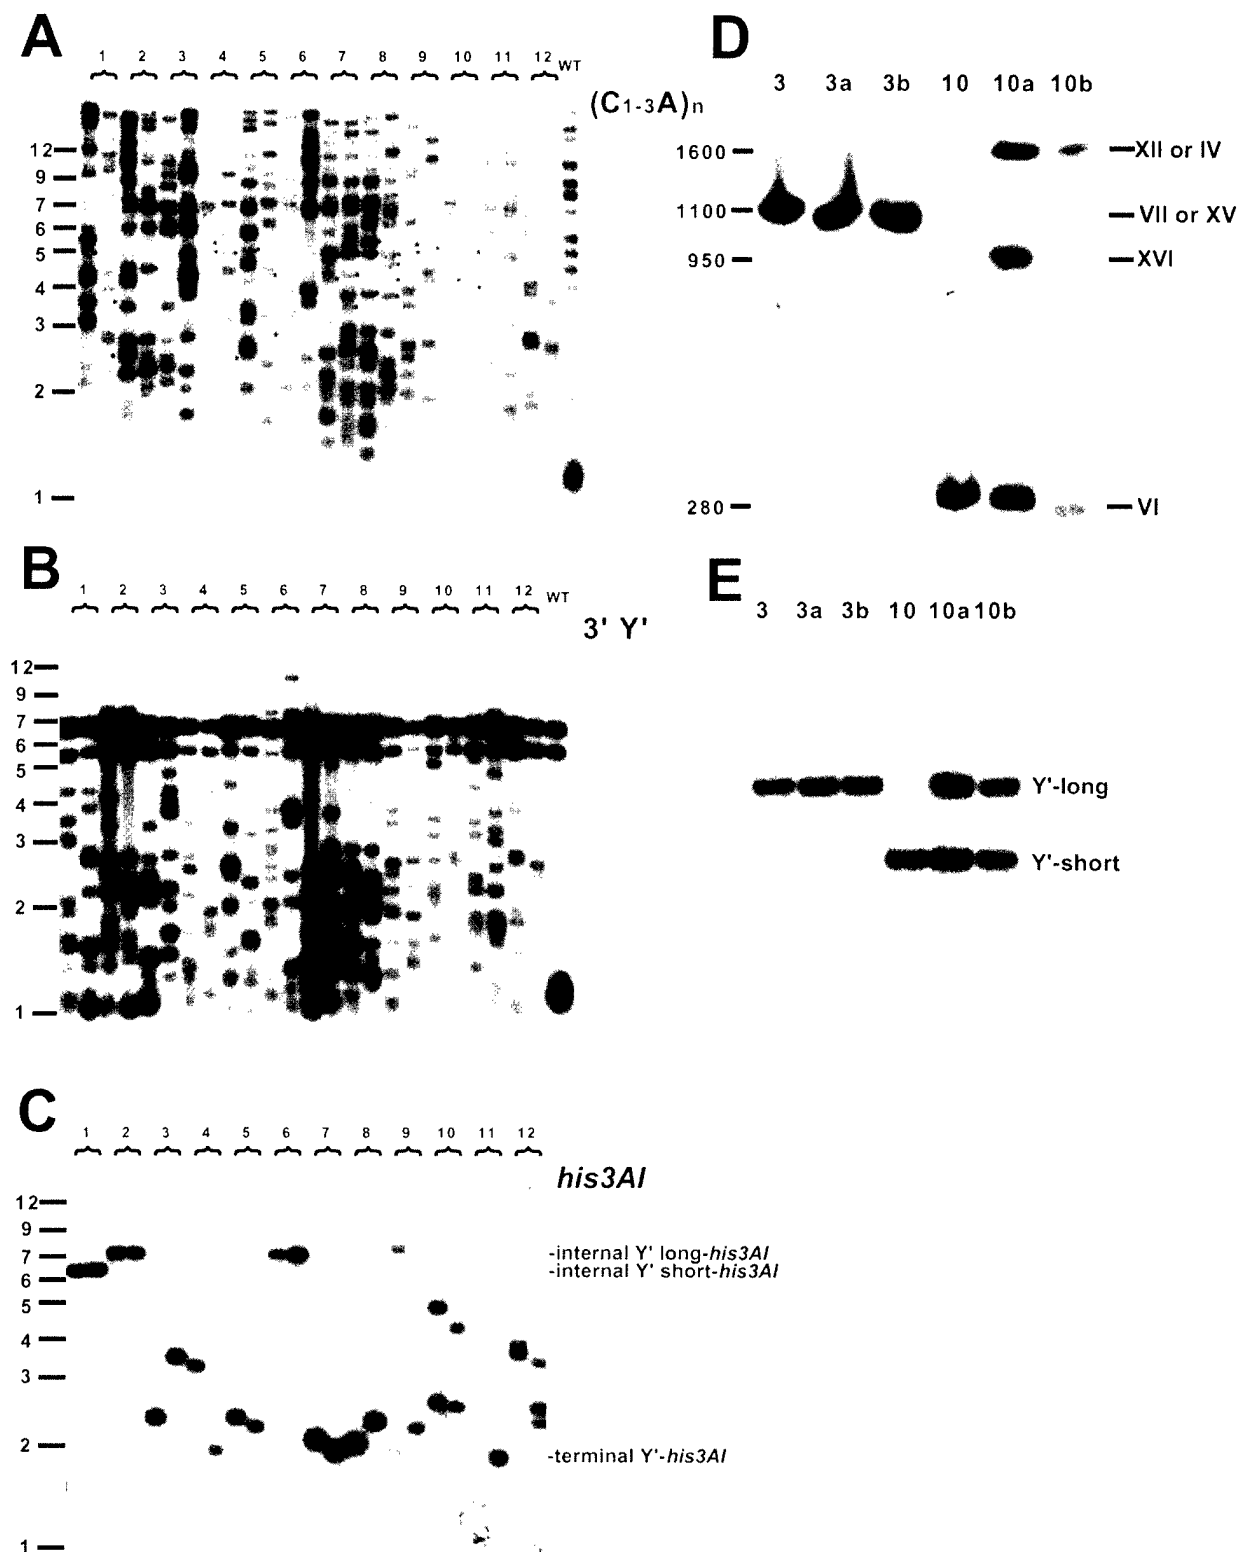 A
1 2 3 4 5 6 7 8 9 10 11 12 WT
(C1-3A)n
12
9
7
6
5
4
3
2
1
B
1 2 3 4 5 6 7 8 9 10 11 12 WT
3' Y'
12
9
7
6
5
4
3
2
1
C
1 2 3 4 5 6 7 8 9 10 11 12
his3AI
12
9
7
6
5
4
3
2
1
-internal Y' long-his3AI
-internal Y' short-his3AI
-terminal Y'-his3AI
D
3 3a 3b 10 10a 10b
1600
1100
950
280
XII or IV
VII or XV
XVI
VI
E
3 3a 3b 10 10a 10b
Y'-long
Y'-short